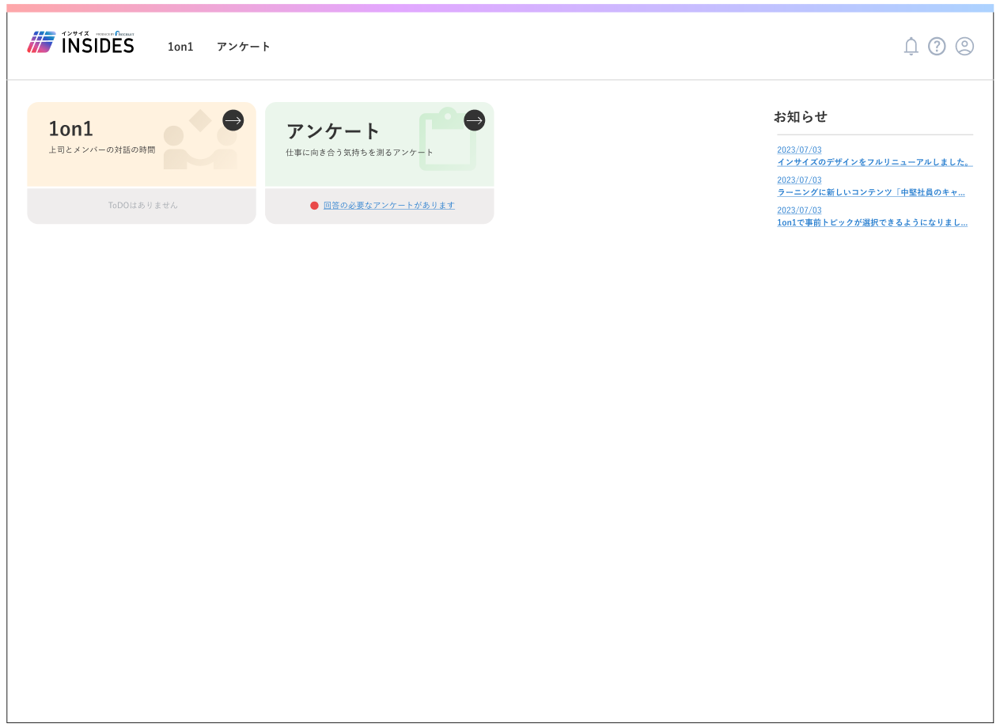 インサイズ PRODUCED BY RECRUIT
INSIDES
1on1
アンケート
1on1
上司とメンバーの対話の時間
ToDOはありません
アンケート
仕事に向き合う気持ちを測るアンケート
回答の必要なアンケートがあります
お知らせ
2023/07/03
インサイズのデザインをフルリニューアルしました。
2023/07/03
ラーニングに新しいコンテンツ「中堅社員のキャ...
2023/07/03
1on1で事前トピックが選択できるようになりまし...